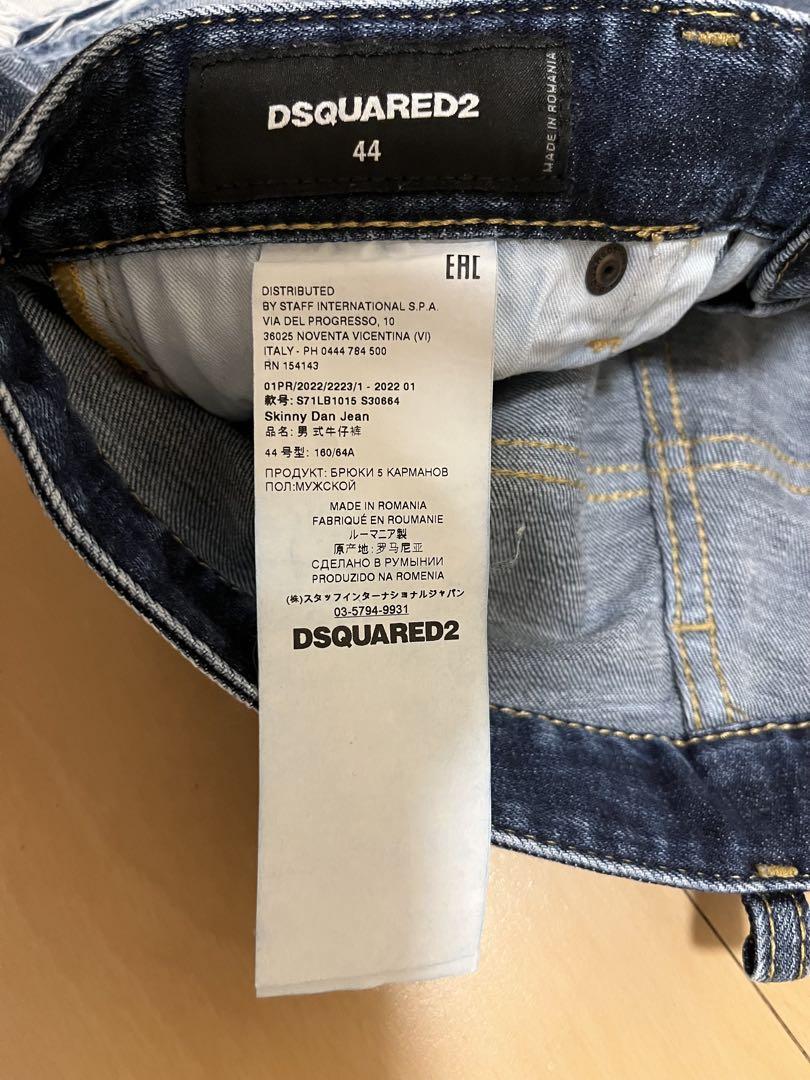 DSQUARED2
44
MADE IN ROMANIA
EAC
DISTRIBUTED
BY STAFF INTERNATIONAL S.P.A.
VIA DEL PROGRESSO, 10
36025 NOVENTA VICENTINA (VI)
ITALY - PH 0444 784 500
RN 154143
01PR/2022/2223/1 - 2022 01
款号: S71LB1015 S30664
Skinny Dan Jean
品名: 男式牛仔裤
44 号型: 160/64A
ПРОДУКТ: БРЮКИ 5 КАРМАНОВ
ПОЛ:МУЖСКОЙ
MADE IN ROMANIA
FABRIQUÉ EN ROUMANIE
ルーマニア製
原产地:罗马尼亚
СДЕЛАНО В РУМЫНИИ
PRODUZIDO NA ROMENIA
(株)スタッフインターナショナルジャパン
03-5794-9931
DSQUARED2